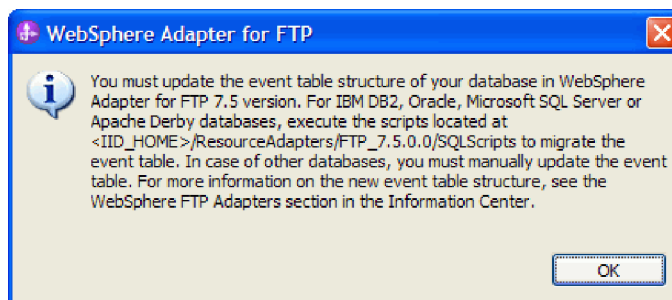 WebSphere Adapter for FTP
You must update the event table structure of your database in WebSphere
Adapter for FTP 7.5 version. For IBM DB2, Oracle, Microsoft SQL Server or
Apache Derby databases, execute the scripts located at
<IID_HOME>/ResourceAdapters/FTP_7.5.0.0/SQLScripts to migrate the
event table. In case of other databases, you must manually update the event
table. For more information on the new event table structure, see the
WebSphere FTP Adapters section in the Information Center.
OK